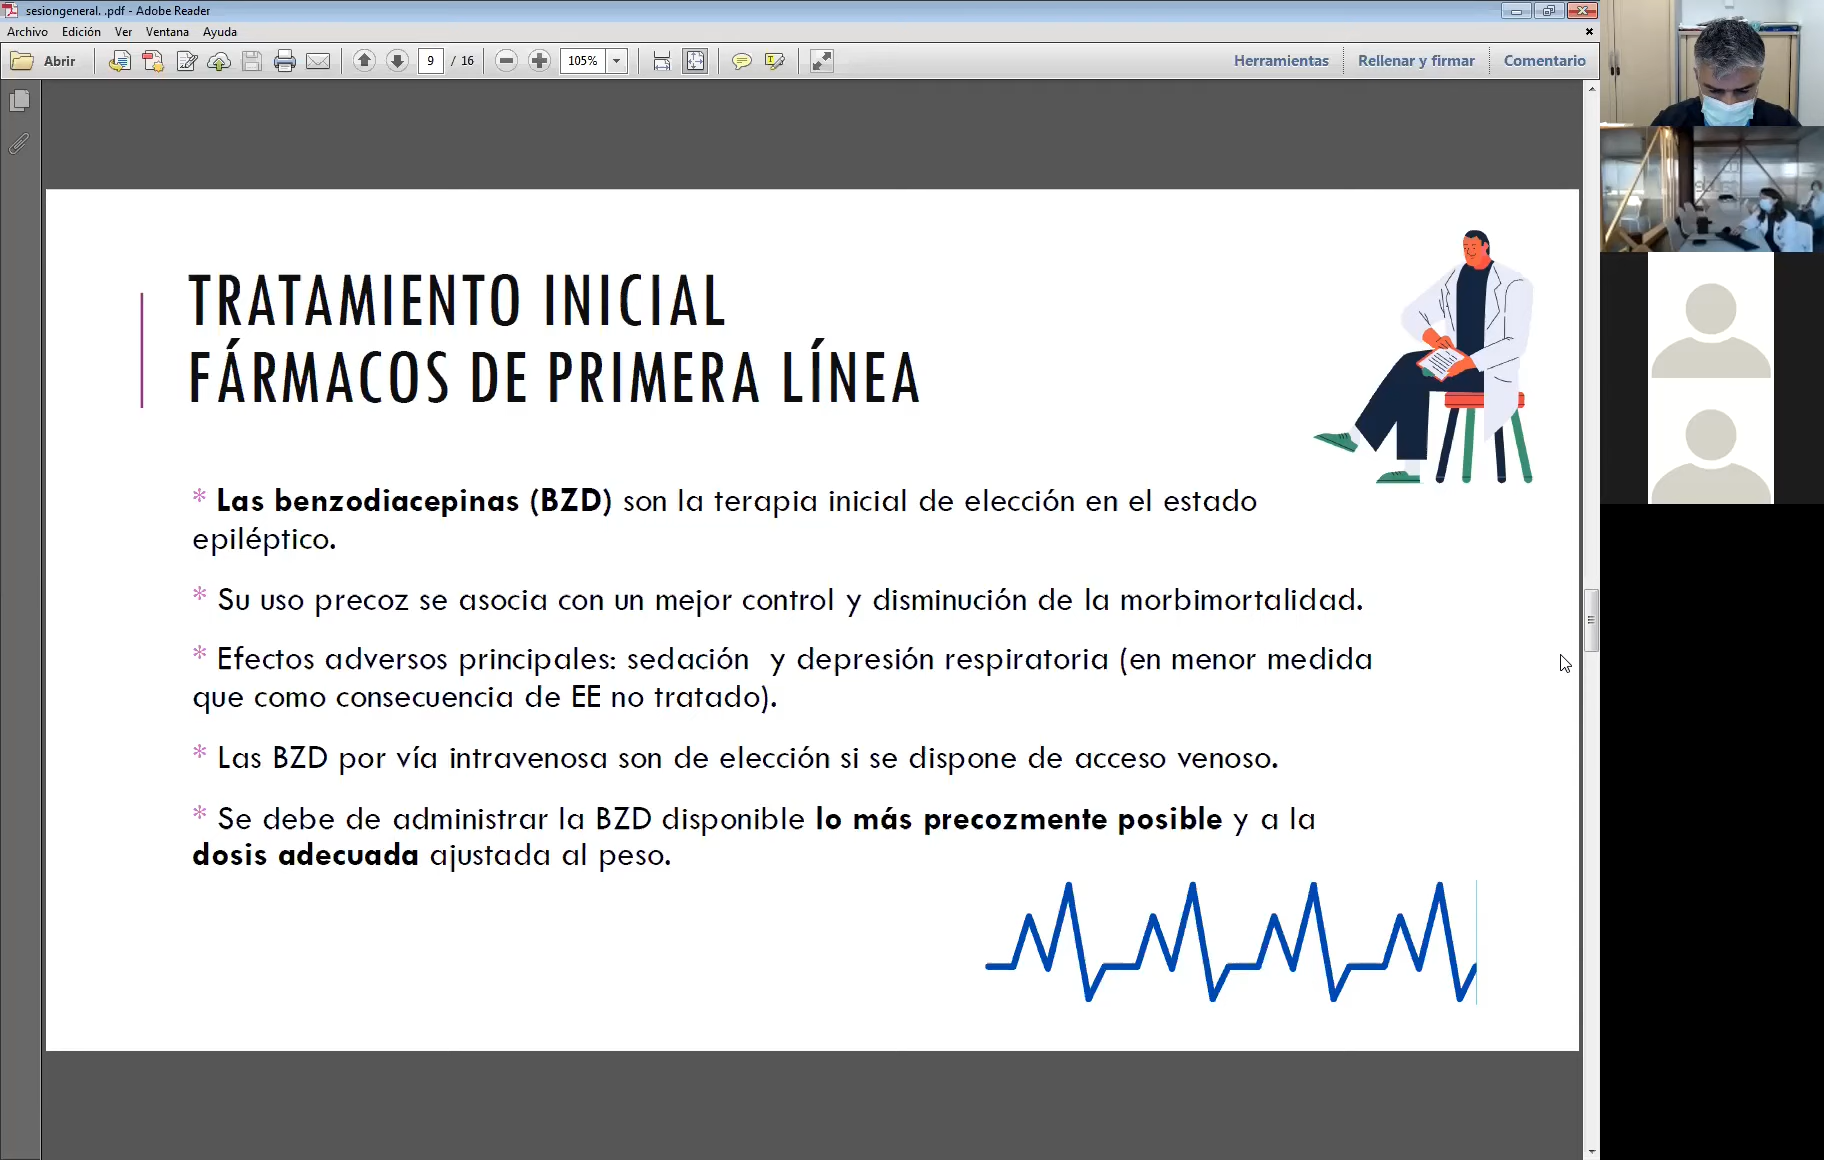 sesiongeneral. .pdf - Adobe Reader
Archivo Edición Ver Ventana Ayuda
Abrir 9 / 16 105% Herramientas Rellenar y firmar Comentario
TRATAMIENTO INICIAL
FÁRMACOS DE PRIMERA LÍNEA
* Las benzodiacepinas (BZD) son la terapia inicial de elección en el estado
epiléptico.
* Su uso precoz se asocia con un mejor control y disminución de la morbimortalidad.
* Efectos adversos principales: sedación y depresión respiratoria (en menor medida
que como consecuencia de EE no tratado).
* Las BZD por vía intravenosa son de elección si se dispone de acceso venoso.
* Se debe de administrar la BZD disponible lo más precozmente posible y a la
dosis adecuada ajustada al peso.